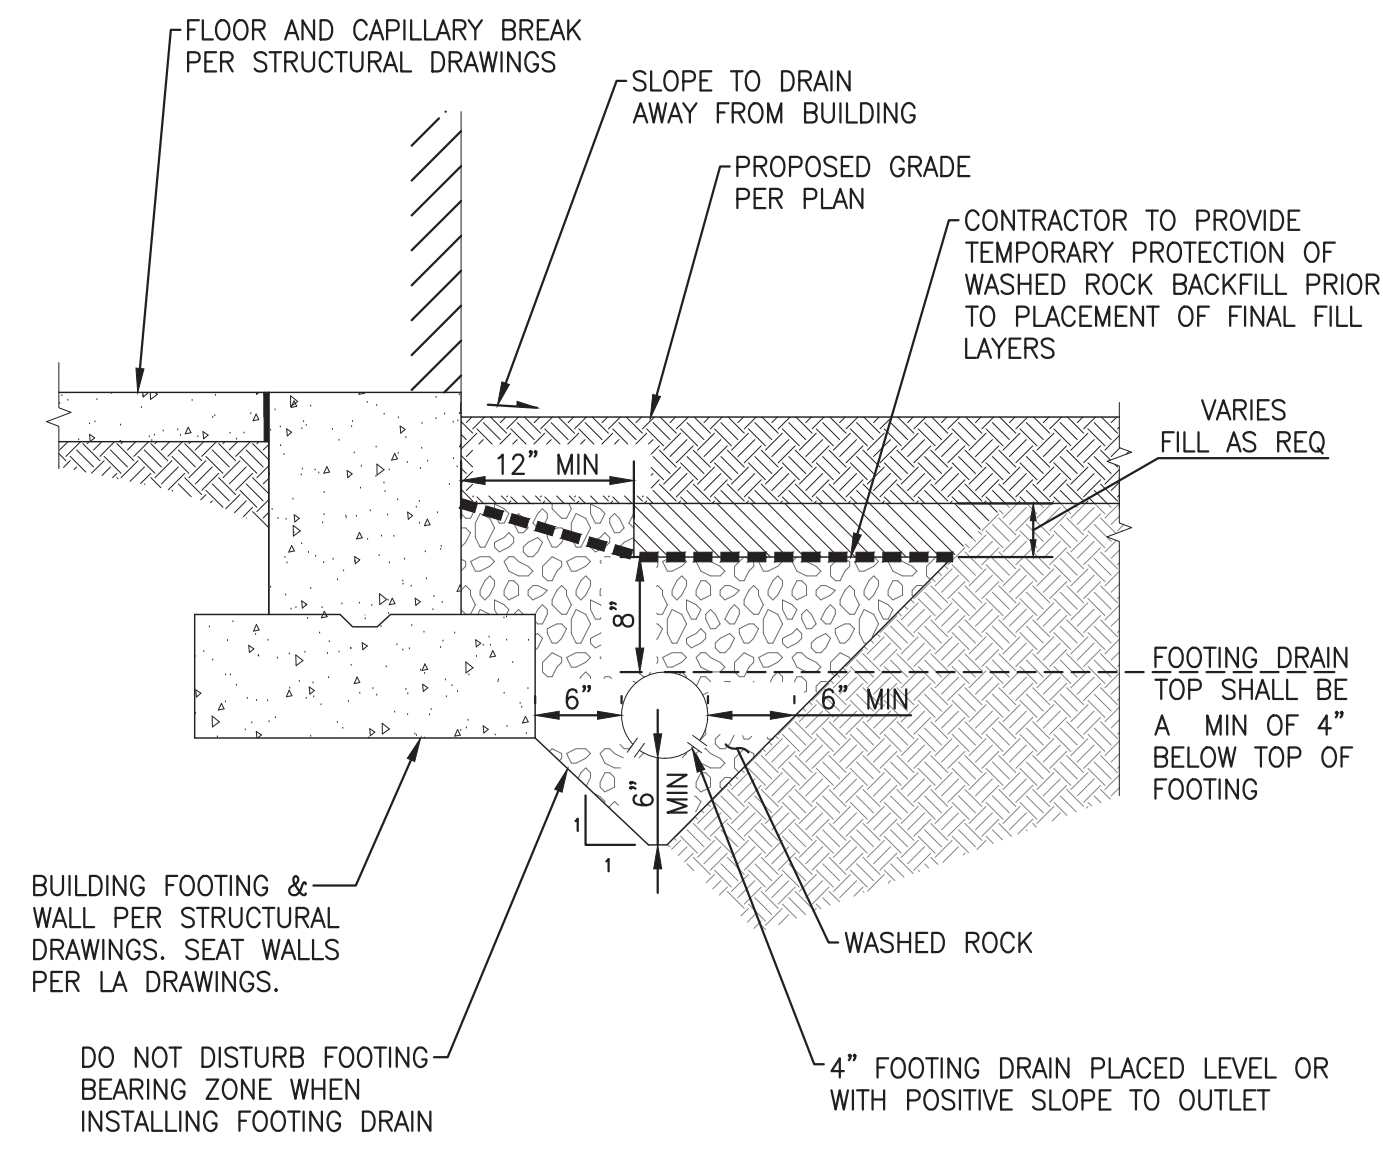 FLOOR AND CAPILLARY BREAK
PER STRUCTURAL DRAWINGS
SLOPE TO DRAIN
AWAY FROM BUILDING
PROPOSED GRADE
PER PLAN
CONTRACTOR TO PROVIDE
TEMPORARY PROTECTION OF
WASHED ROCK BACKFILL PRIOR
TO PLACEMENT OF FINAL FILL
LAYERS
VARIES
FILL AS REQ
12” MIN
8”
6”
6” MIN
6”
MIN
1
1
FOOTING DRAIN
TOP SHALL BE
A MIN OF 4”
BELOW TOP OF
FOOTING
BUILDING FOOTING &
WALL PER STRUCTURAL
DRAWINGS. SEAT WALLS
PER LA DRAWINGS.
WASHED ROCK
DO NOT DISTURB FOOTING
BEARING ZONE WHEN
INSTALLING FOOTING DRAIN
4” FOOTING DRAIN PLACED LEVEL OR
WITH POSITIVE SLOPE TO OUTLET